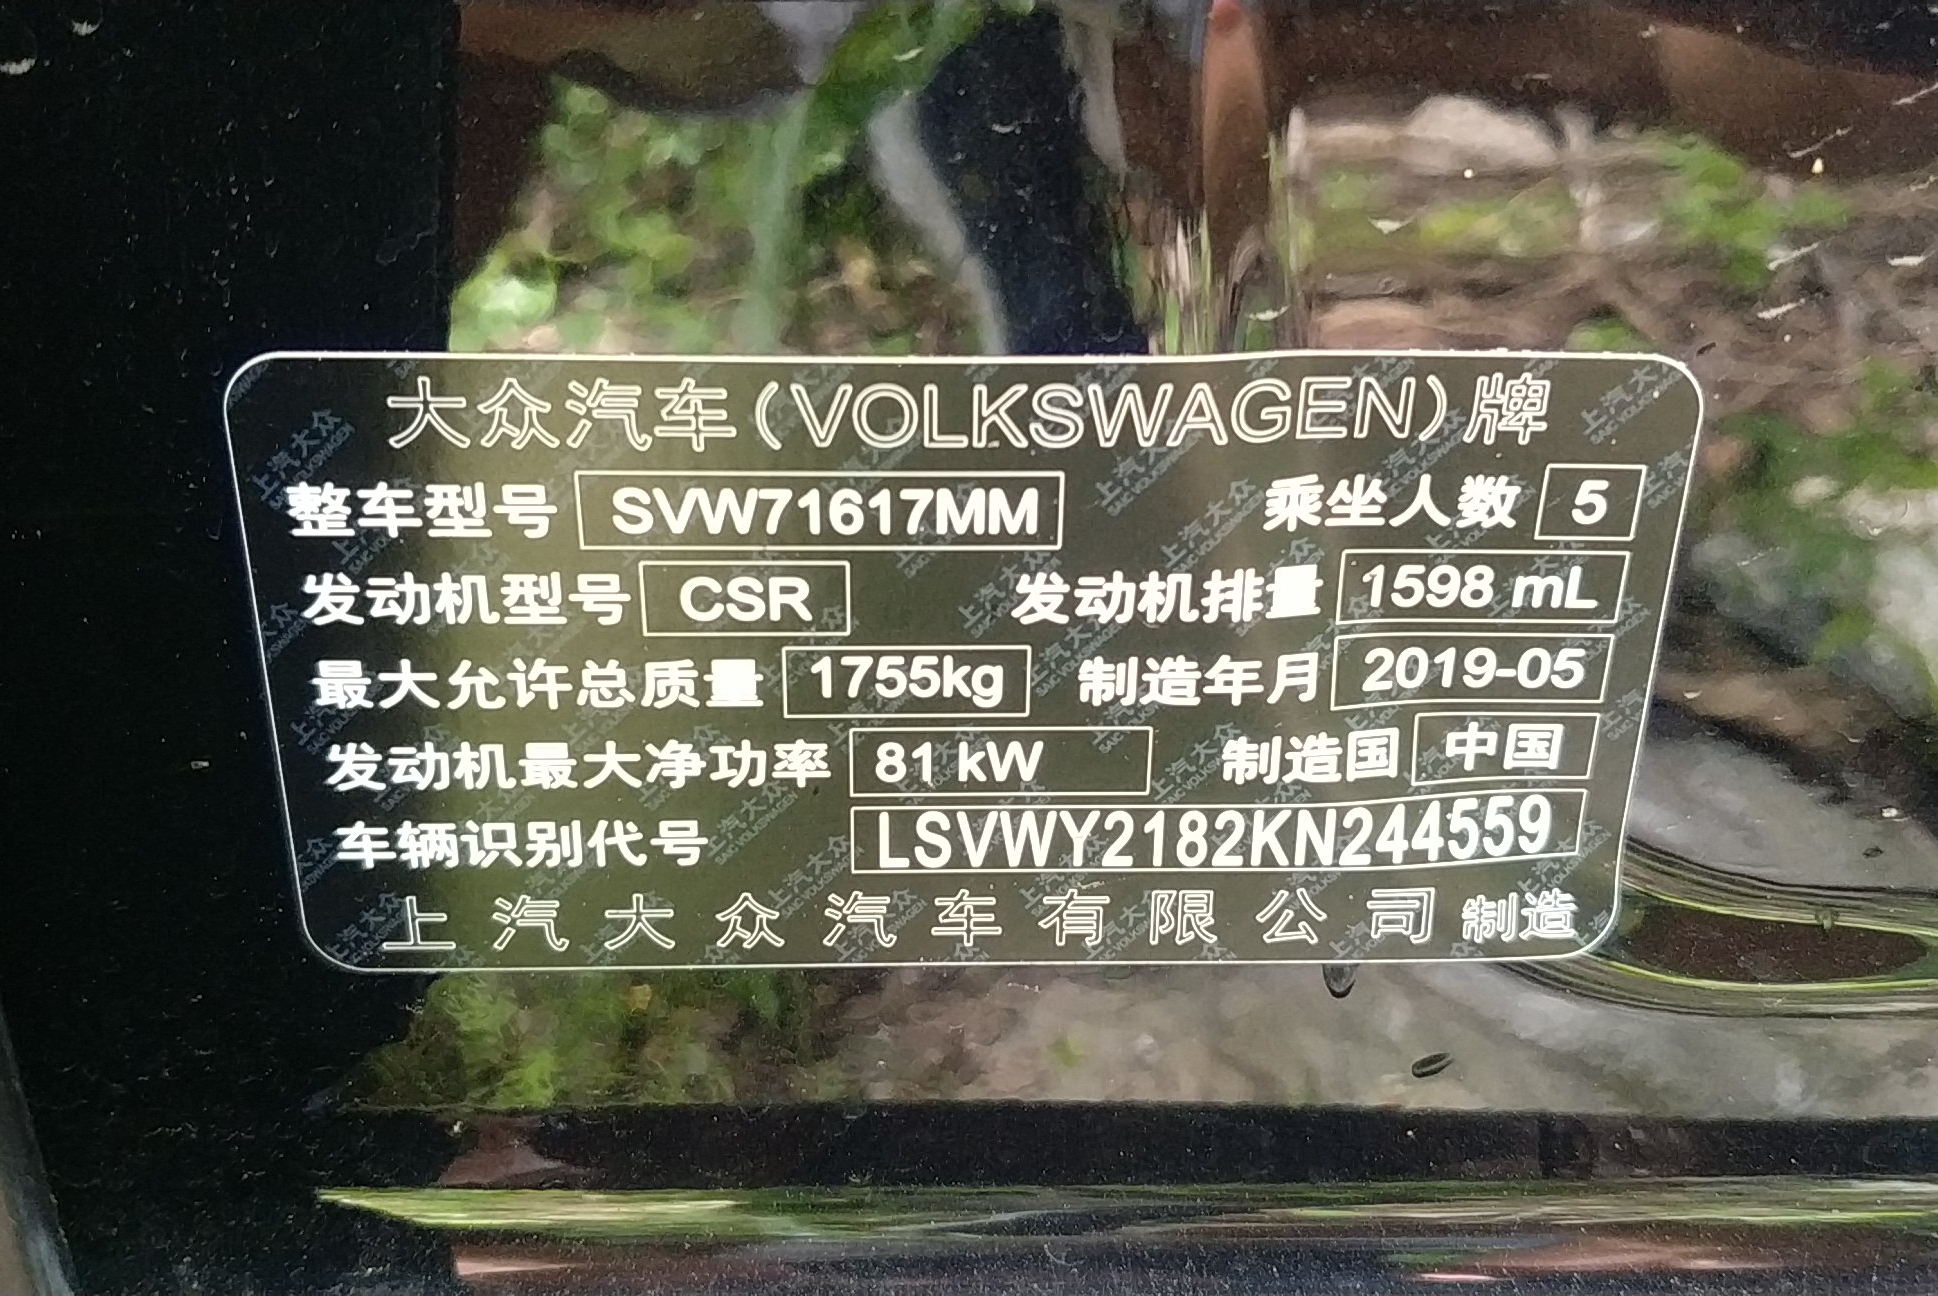 大众汽车(VOLKSWAGEN)牌
整车型号 SVW71617MM 乘坐人数 5
发动机型号 CSR 发动机排量 1598 mL
最大允许总质量 1755kg 制造年月 2019-05
发动机最大净功率 81 kW 制造国 中国
车辆识别代号 LSVWY2182KN244559
上汽大众汽车有限公司 制造